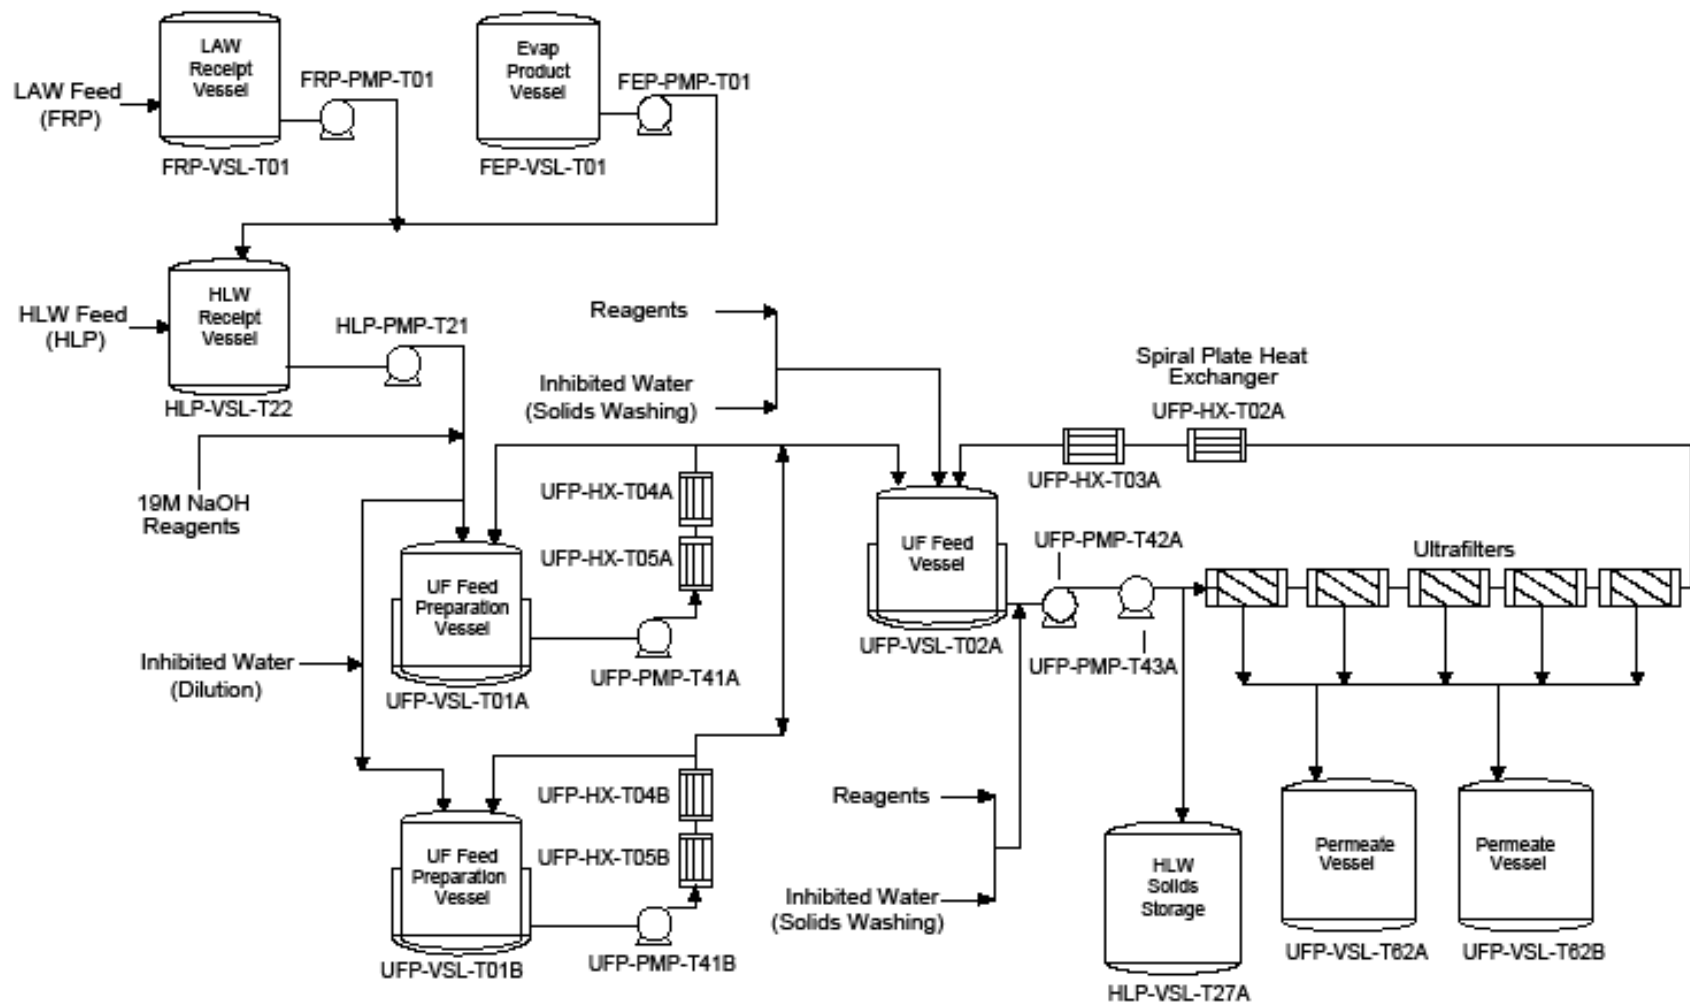 LAW
Receipt
Vessel
Evap
Product
Vessel
FRP-PMP-T01
FEP-PMP-T01
LAW Feed
(FRP)
FRP-VSL-T01
FEP-VSL-T01
HLW
Receipt
Vessel
HLW Feed
(HLP)
HLP-PMP-T21
HLP-VSL-T22
Reagents
Inhibited Water
(Solids Washing)
Spiral Plate Heat
Exchanger
UFP-HX-T02A
UFP-HX-T03A
19M NaOH
Reagents
UFP-HX-T04A
UFP-HX-T05A
UF Feed
Preparation
Vessel
UF Feed
Vessel
UFP-PMP-T42A
Ultrafilters
UFP-VSL-T02A
UFP-PMP-T43A
Inhibited Water
(Dilution)
UFP-PMP-T41A
UFP-VSL-T01A
UFP-HX-T04B
UFP-HX-T05B
UF Feed
Preparation
Vessel
UFP-PMP-T41B
UFP-VSL-T01B
Reagents
Inhibited Water
(Solids Washing)
HLW
Solids
Storage
HLP-VSL-T27A
Permeate
Vessel
UFP-VSL-T62A
Permeate
Vessel
UFP-VSL-T62B